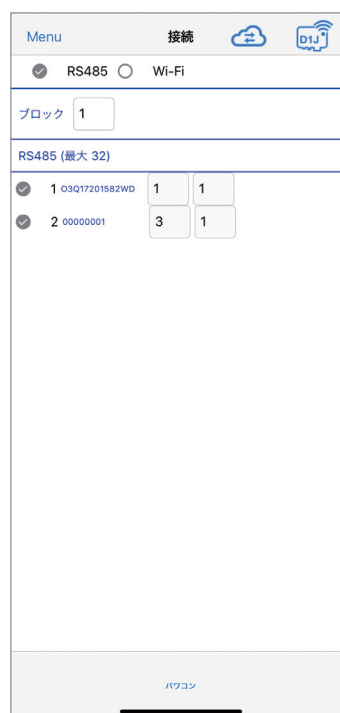 Menu 接続 D1J
RS485 Wi-Fi
ブロック 1
RS485 (最大 32)
1 O3Q17201582WD 1 1
2 00000001 3 1
パワコン